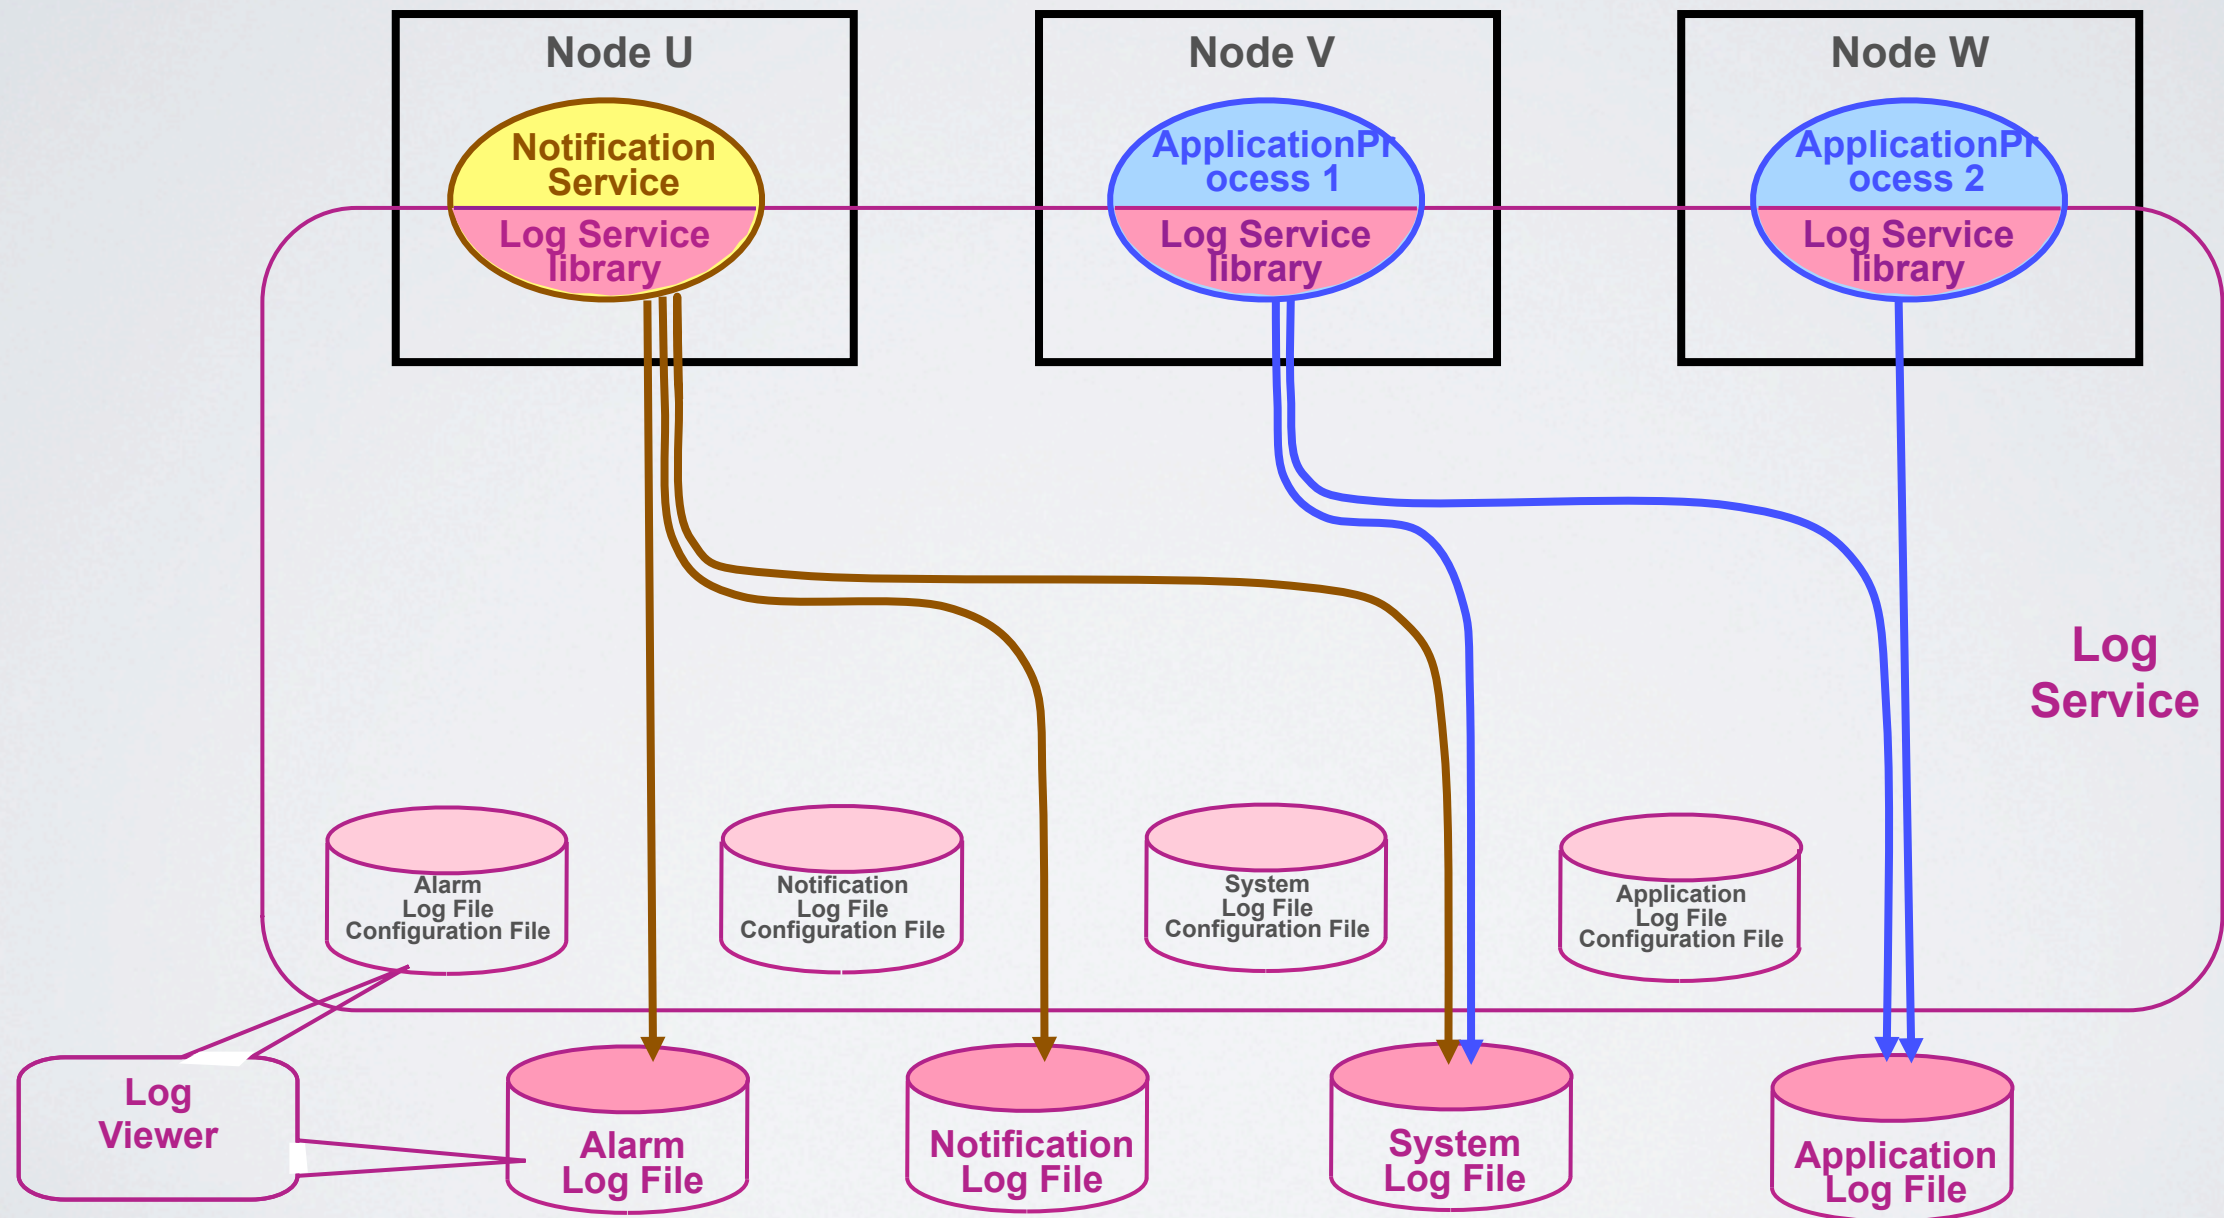 Node U
Notification
Service
Log Service
library
Node V
ApplicationPr
ocess 1
Log Service
library
Node W
ApplicationPr
ocess 2
Log Service
library
Log
Service
Alarm
Log File
Configuration File
Notification
Log File
Configuration File
System
Log File
Configuration File
Application
Log File
Configuration File
Log
Viewer
Alarm
Log File
Notification
Log File
System
Log File
Application
Log File